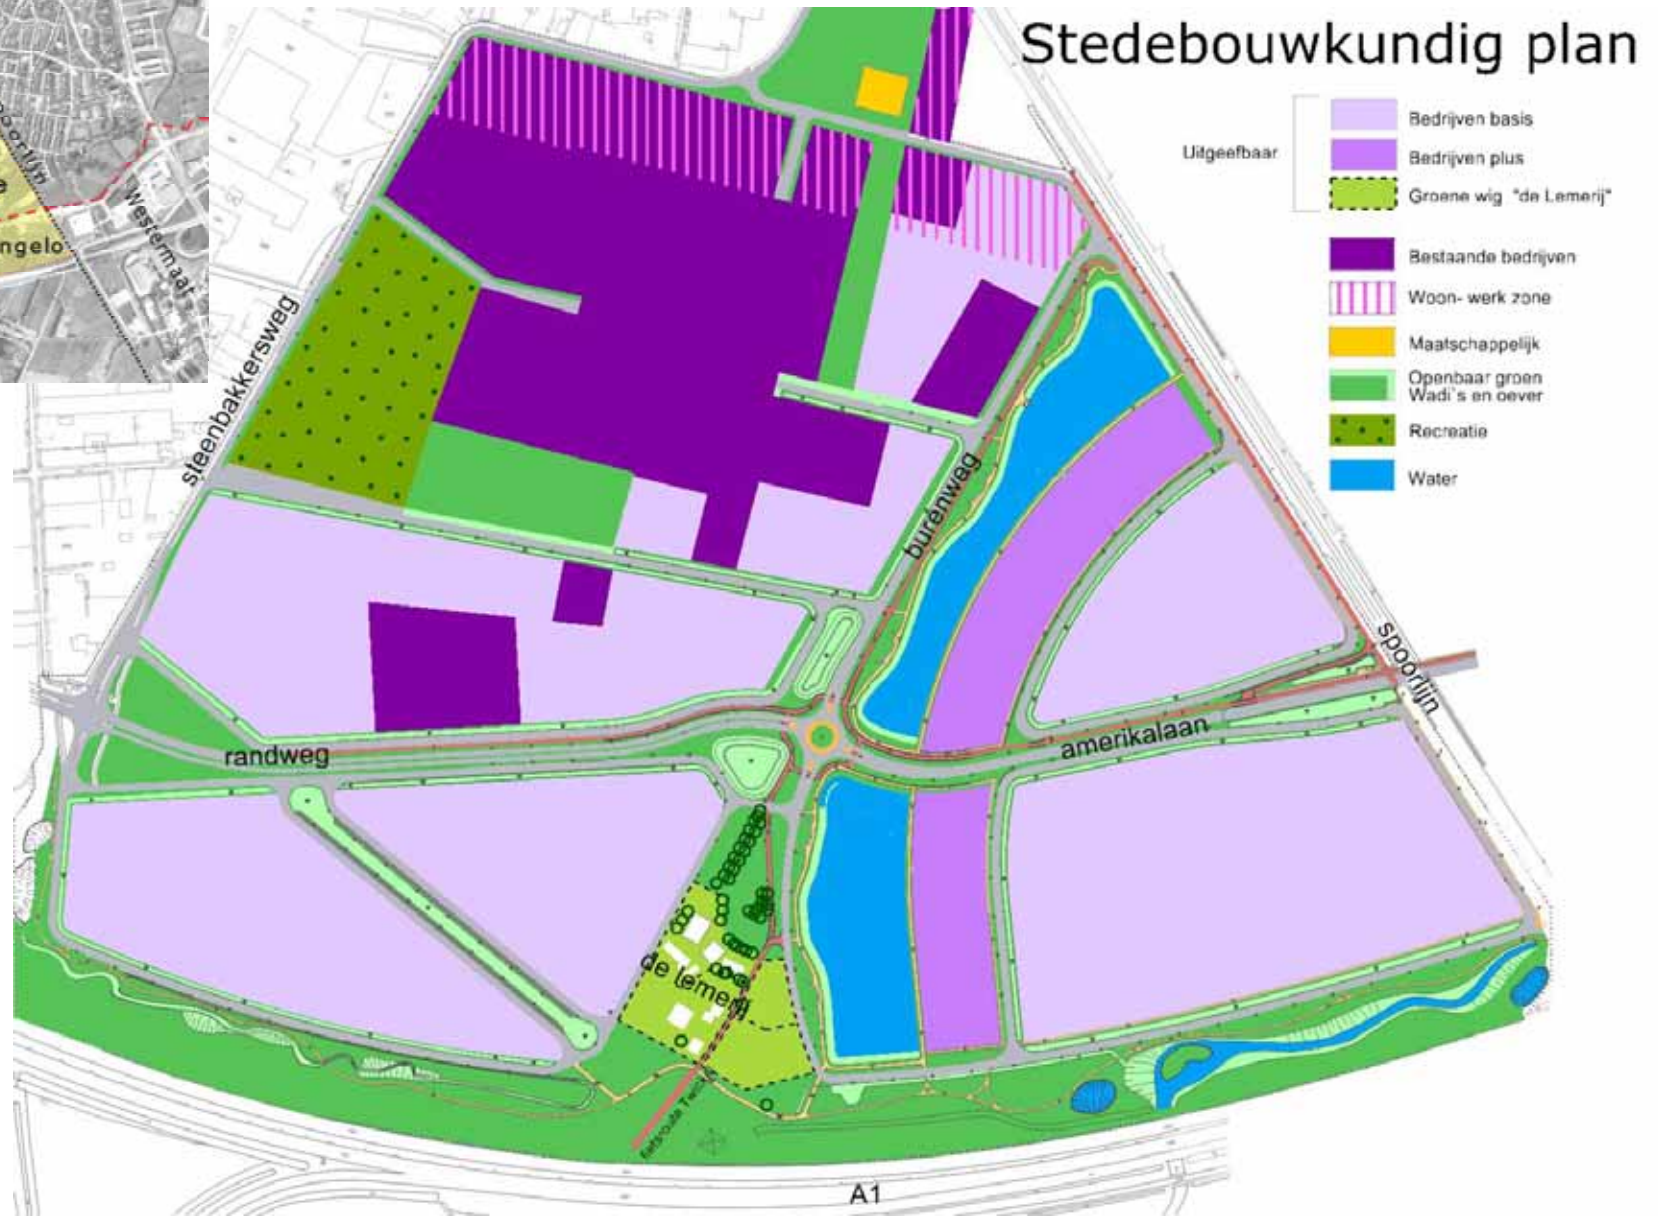 Stedebouwkundig plan
Uitgeefbaar
Bedrijven basis
Bedrijven plus
Groene wig "de Lemerij"
Bestaande bedrijven
Woon- werk zone
Maatschappelijk
Openbaar groen
Wadi's en oever
Recreatie
Water
Westermaat
ngelo
steenbakkersweg
burenweg
spoorlijn
randweg
amerikalaan
de lemerij
A1